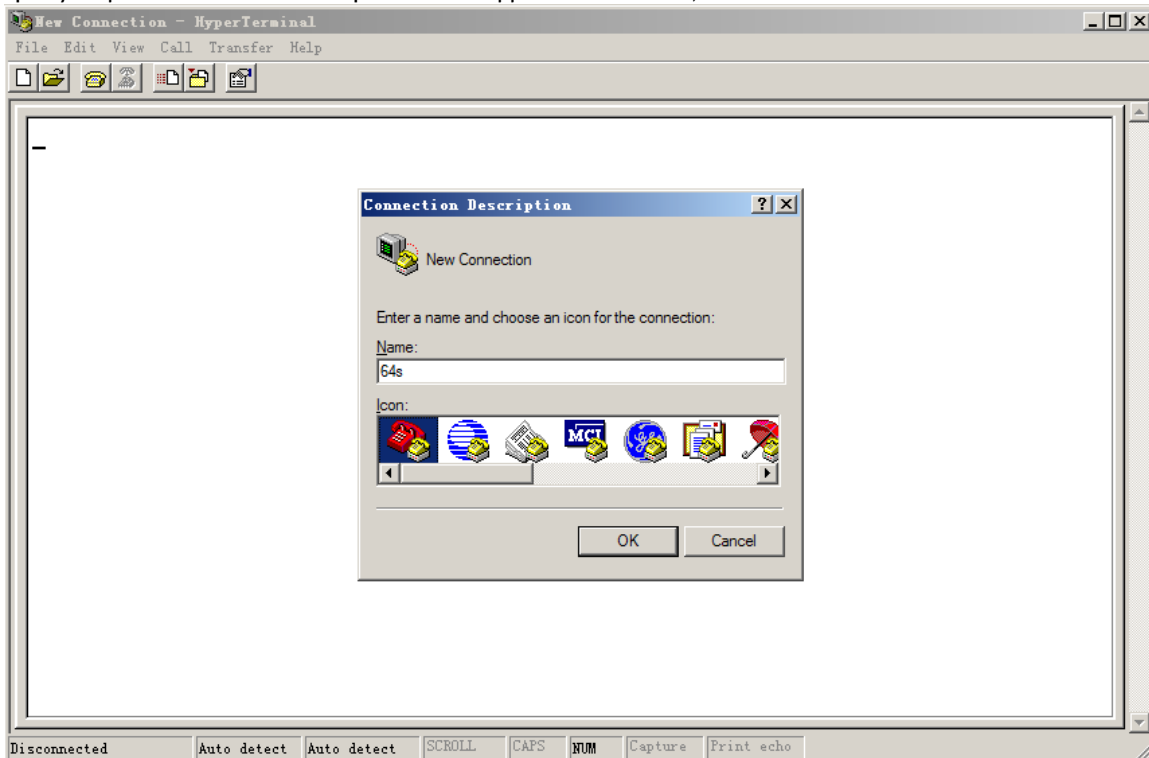 New Connection - HyperTerminal
File Edit View Call Transfer Help
Connection Description
New Connection
Enter a name and choose an icon for the connection:
Name:
64s
Icon:
MCI
OK Cancel
Disconnected Auto detect Auto detect SCROLL CAPS NUM Capture Print echo